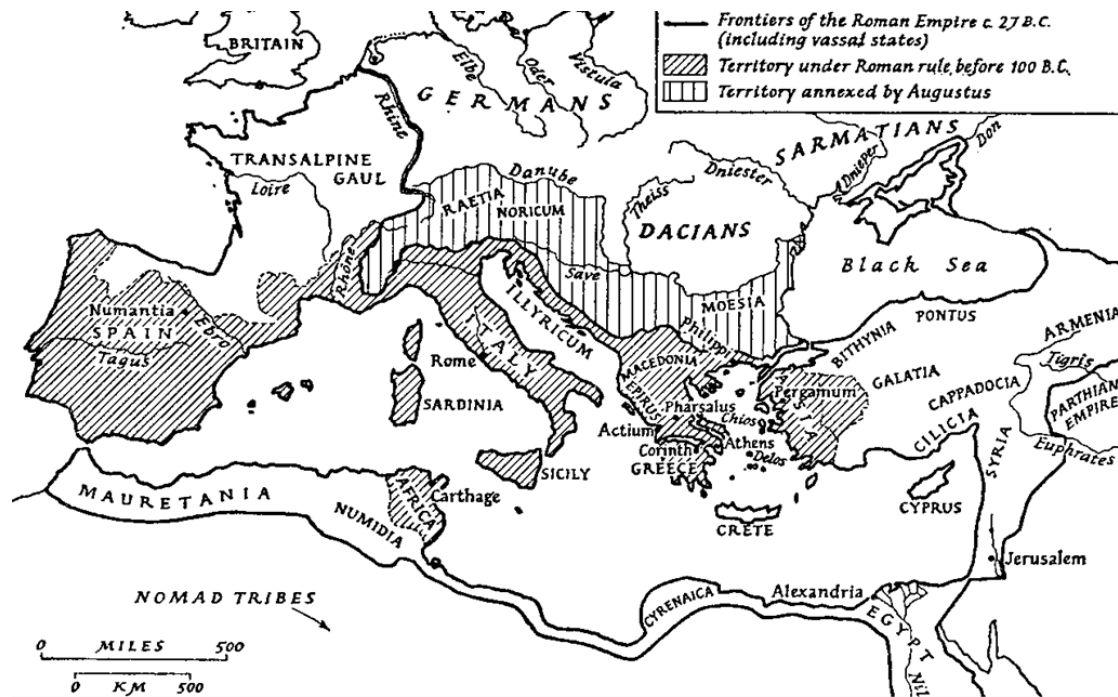 Frontiers of the Roman Empire c. 27 B.C.
(including vassal states)
Territory under Roman rule before 100 B.C.
Territory annexed by Augustus
BRITAIN
Oder
Elbe
Oder
Vistula
GERMANS
Rhine
SARMATIANS
Don
Dnieper
Dniester
TRANSALPINE
GAUL
Loire
Danube
Theiss
RAETIA
NORICUM
DACIANS
Rhône
Save
Black Sea
MOESIA
ILLYRICUM
Numantia
SPAIN
Ebro
Tagus
ITALY
Rome
SARDINIA
Philippi
MACEDONIA
EPIRUS
PONTUS
BITHYNIA
ARMENIA
Tigris
GALATIA
CAPPADOCIA
PARTHIAN
EMPIRE
Pergamum
ASIA
Pharsalus
Chios
Actium
Athens
Delos
Corinth
GREECE
CILICIA
SYRIA
Euphrates
SICILY
MAURETANIA
AFRICA
Carthage
NUMIDIA
CRETE
CYPRUS
Jerusalem
NOMAD TRIBES
CYRENAICA
Alexandria
EGYPT
Nil
0 MILES 500
0 KM 500